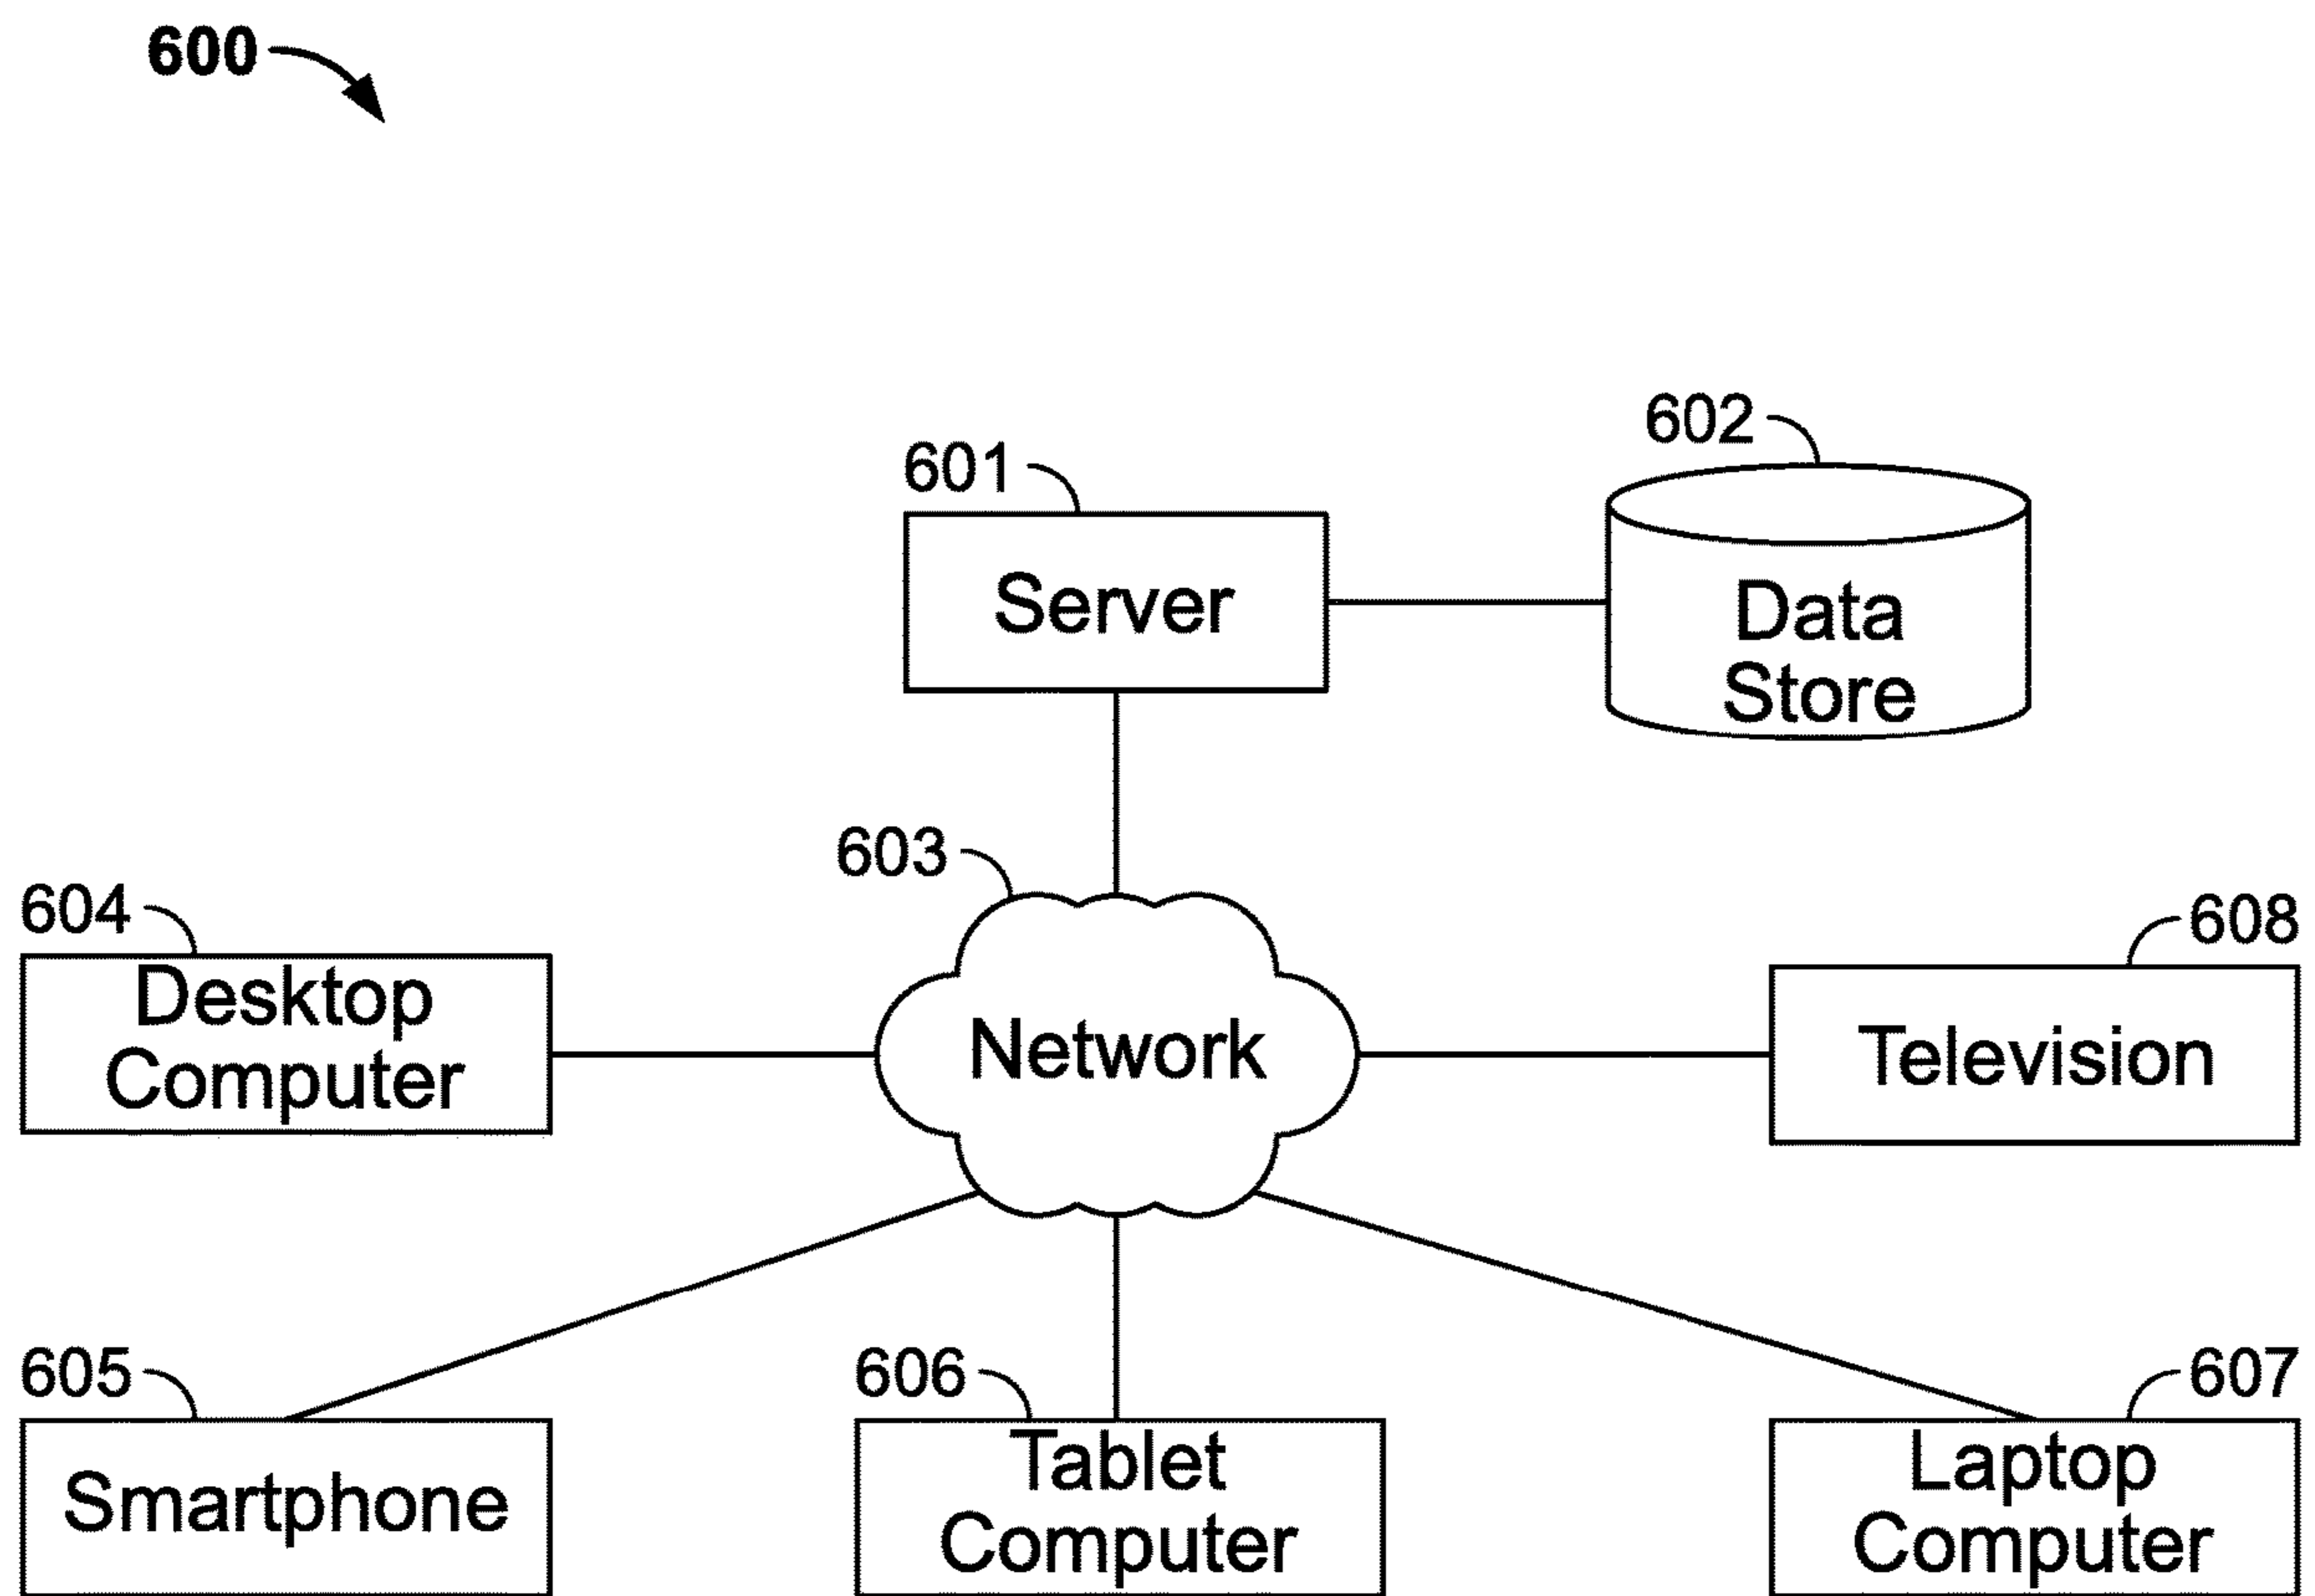 600
602
601
Server
Data
Store
603
604
608
Desktop
Computer
Network
Television
605
606
607
Smartphone
Tablet
Computer
Laptop
Computer